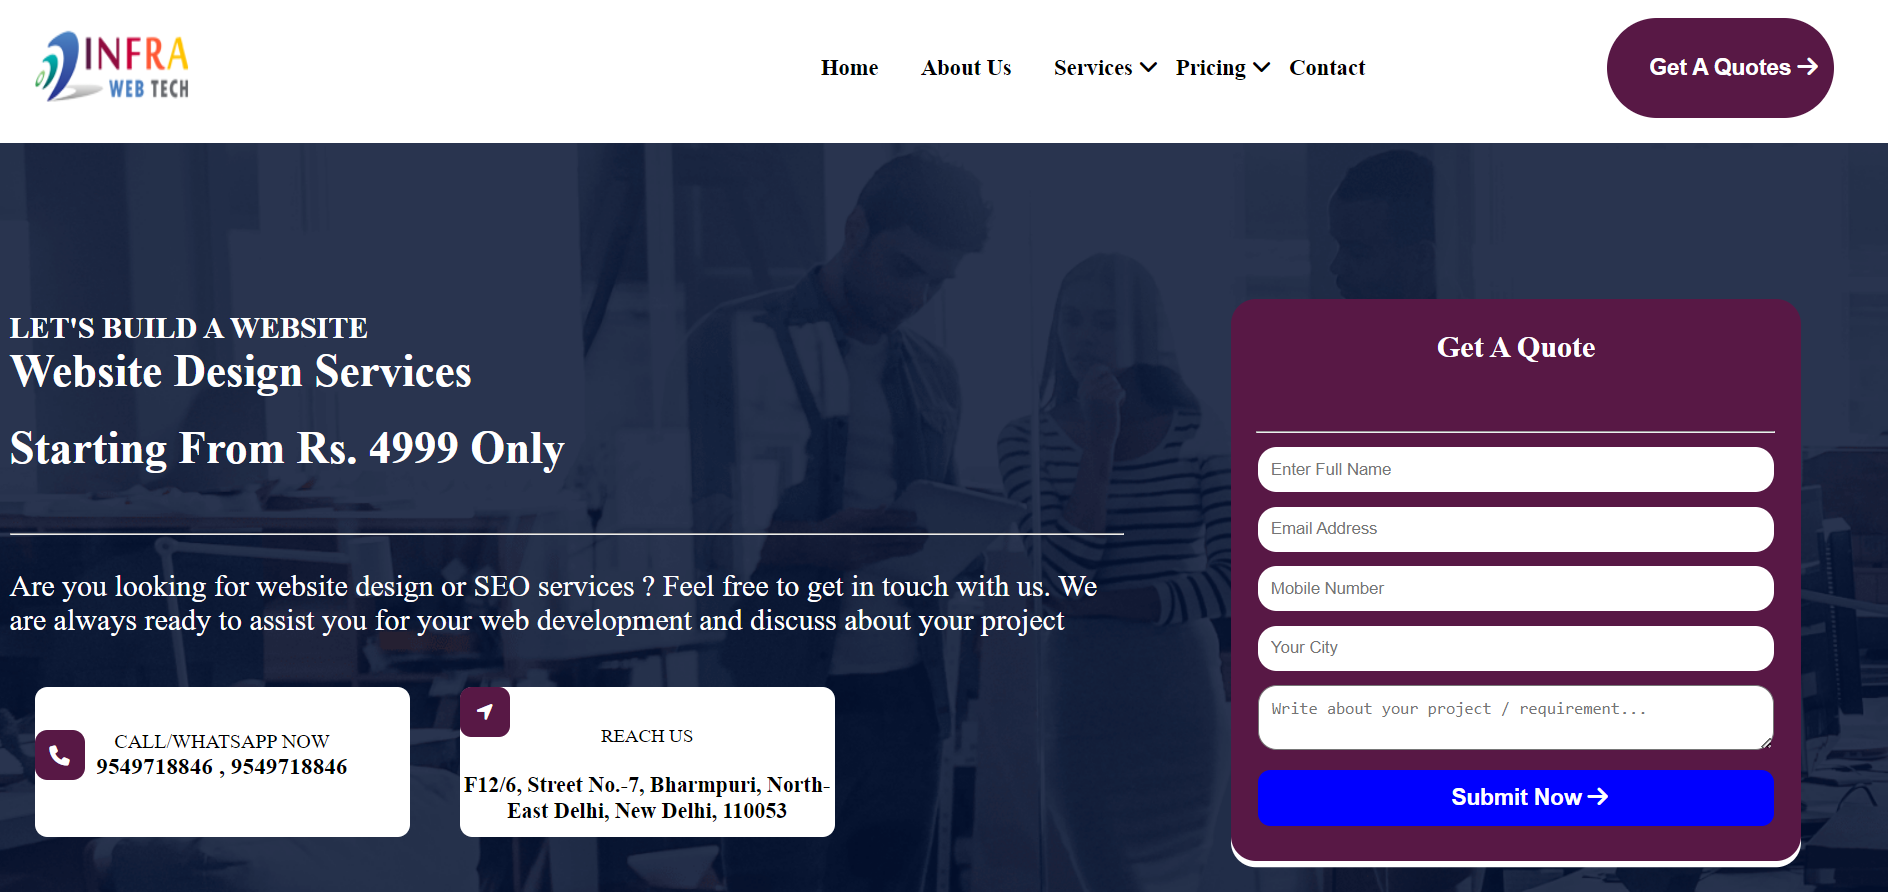 INFRA
WEB TECH
Home
About Us
Services
Pricing
Contact
Get A Quotes
LET'S BUILD A WEBSITE
Website Design Services
Starting From Rs. 4999 Only
Are you looking for website design or SEO services ? Feel free to get in touch with us. We
are always ready to assist you for your web development and discuss about your project
CALL/WHATSAPP NOW
9549718846 , 9549718846
REACH US
F12/6, Street No.-7, Bharmpuri, North-
East Delhi, New Delhi, 110053
Get A Quote
Enter Full Name
Email Address
Mobile Number
Your City
Write about your project / requirement...
Submit Now